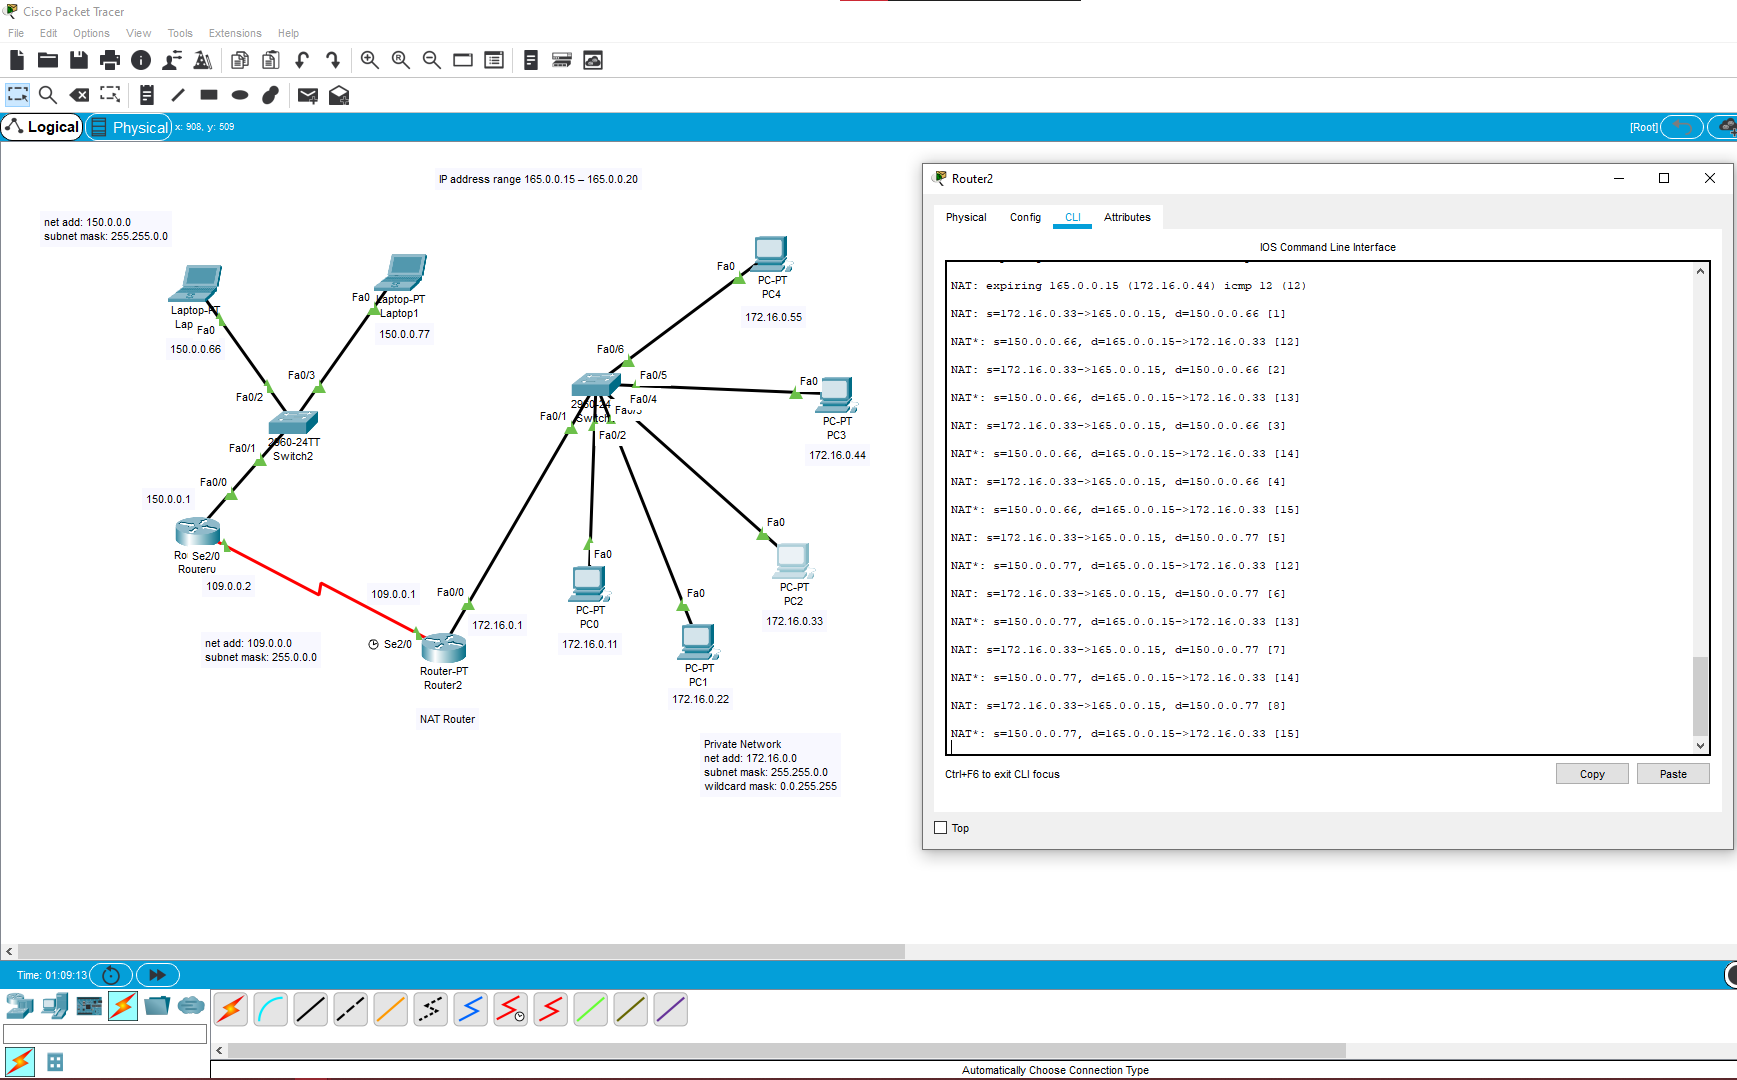 Cisco Packet Tracer
File Edit Options View Tools Extensions Help
Logical
Physical
x: 908, y: 509
[Root]
IP address range 165.0.0.15 – 165.0.0.20
net add: 150.0.0.0
subnet mask: 255.255.0.0
Laptop-PT
Lap
Fa0
150.0.0.66
Fa0
Laptop-PT
Laptop1
150.0.0.77
Fa0/3
Fa0/2
2960-24TT
Switch2
Fa0/1
Fa0/0
150.0.0.1
Se2/0
Router0
109.0.0.2
109.0.0.1
net add: 109.0.0.0
subnet mask: 255.0.0.0
Se2/0
Fa0/0
172.16.0.1
Router-PT
Router2
NAT Router
Fa0
PC-PT
PC4
172.16.0.55
Fa0/6
Fa0/5
2950-24
Switch
Fa0/4
Fa0/3
Fa0/1
Fa0/2
Fa0
PC-PT
PC3
172.16.0.44
Fa0
PC-PT
PC2
172.16.0.33
Fa0
PC-PT
PC0
172.16.0.11
Fa0
PC-PT
PC1
172.16.0.22
Private Network
net add: 172.16.0.0
subnet mask: 255.255.0.0
wildcard mask: 0.0.255.255
Router2
Physical Config CLI Attributes
IOS Command Line Interface
NAT: expiring 165.0.0.15 (172.16.0.44) icmp 12 (12)
NAT: s=172.16.0.33->165.0.0.15, d=150.0.0.66 [1]
NAT*: s=150.0.0.66, d=165.0.0.15->172.16.0.33 [12]
NAT: s=172.16.0.33->165.0.0.15, d=150.0.0.66 [2]
NAT*: s=150.0.0.66, d=165.0.0.15->172.16.0.33 [13]
NAT: s=172.16.0.33->165.0.0.15, d=150.0.0.66 [3]
NAT*: s=150.0.0.66, d=165.0.0.15->172.16.0.33 [14]
NAT: s=172.16.0.33->165.0.0.15, d=150.0.0.66 [4]
NAT*: s=150.0.0.66, d=165.0.0.15->172.16.0.33 [15]
NAT: s=172.16.0.33->165.0.0.15, d=150.0.0.77 [5]
NAT*: s=150.0.0.77, d=165.0.0.15->172.16.0.33 [12]
NAT: s=172.16.0.33->165.0.0.15, d=150.0.0.77 [6]
NAT*: s=150.0.0.77, d=165.0.0.15->172.16.0.33 [13]
NAT: s=172.16.0.33->165.0.0.15, d=150.0.0.77 [7]
NAT*: s=150.0.0.77, d=165.0.0.15->172.16.0.33 [14]
NAT: s=172.16.0.33->165.0.0.15, d=150.0.0.77 [8]
NAT*: s=150.0.0.77, d=165.0.0.15->172.16.0.33 [15]
Ctrl+F6 to exit CLI focus
Copy
Paste
Top
Time: 01:09:13
Automatically Choose Connection Type